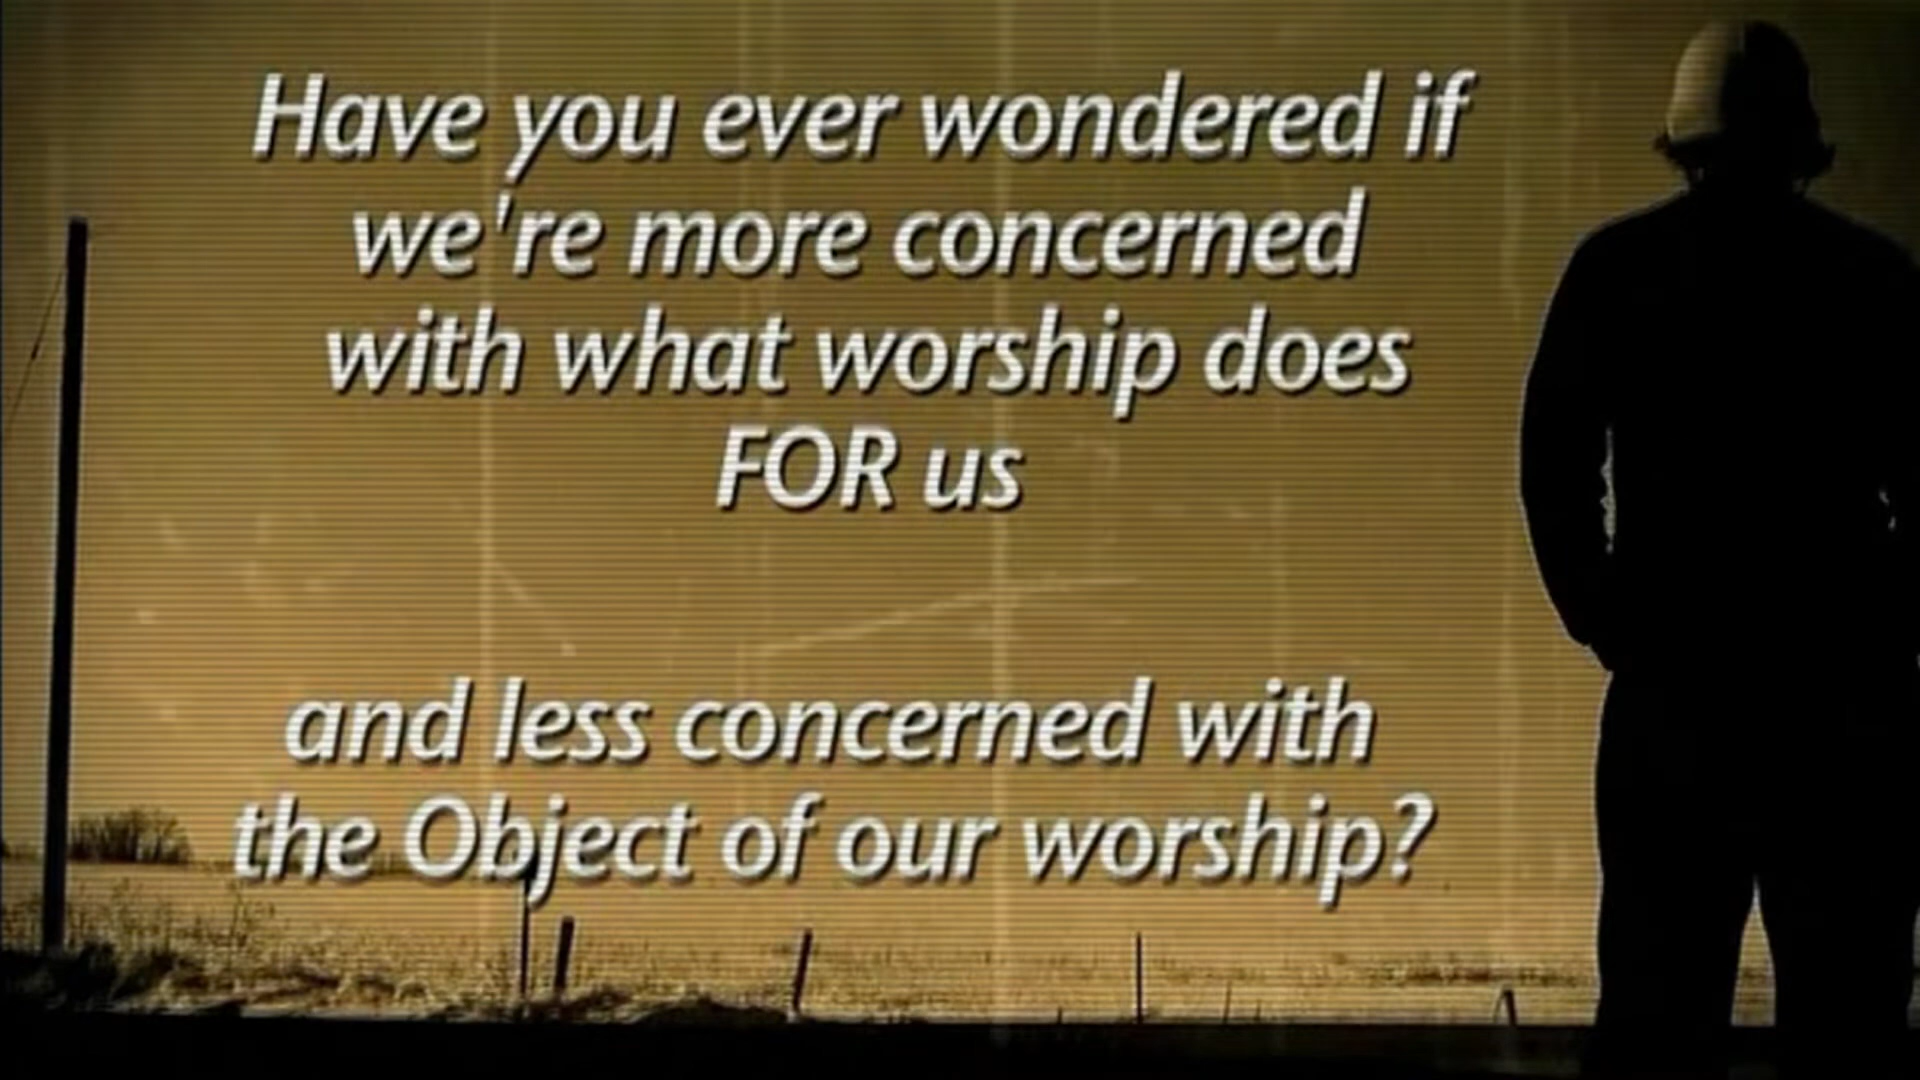 Have you ever wondered if
we're more concerned
with what worship does
FOR us
and less concerned with
the Object of our worship?